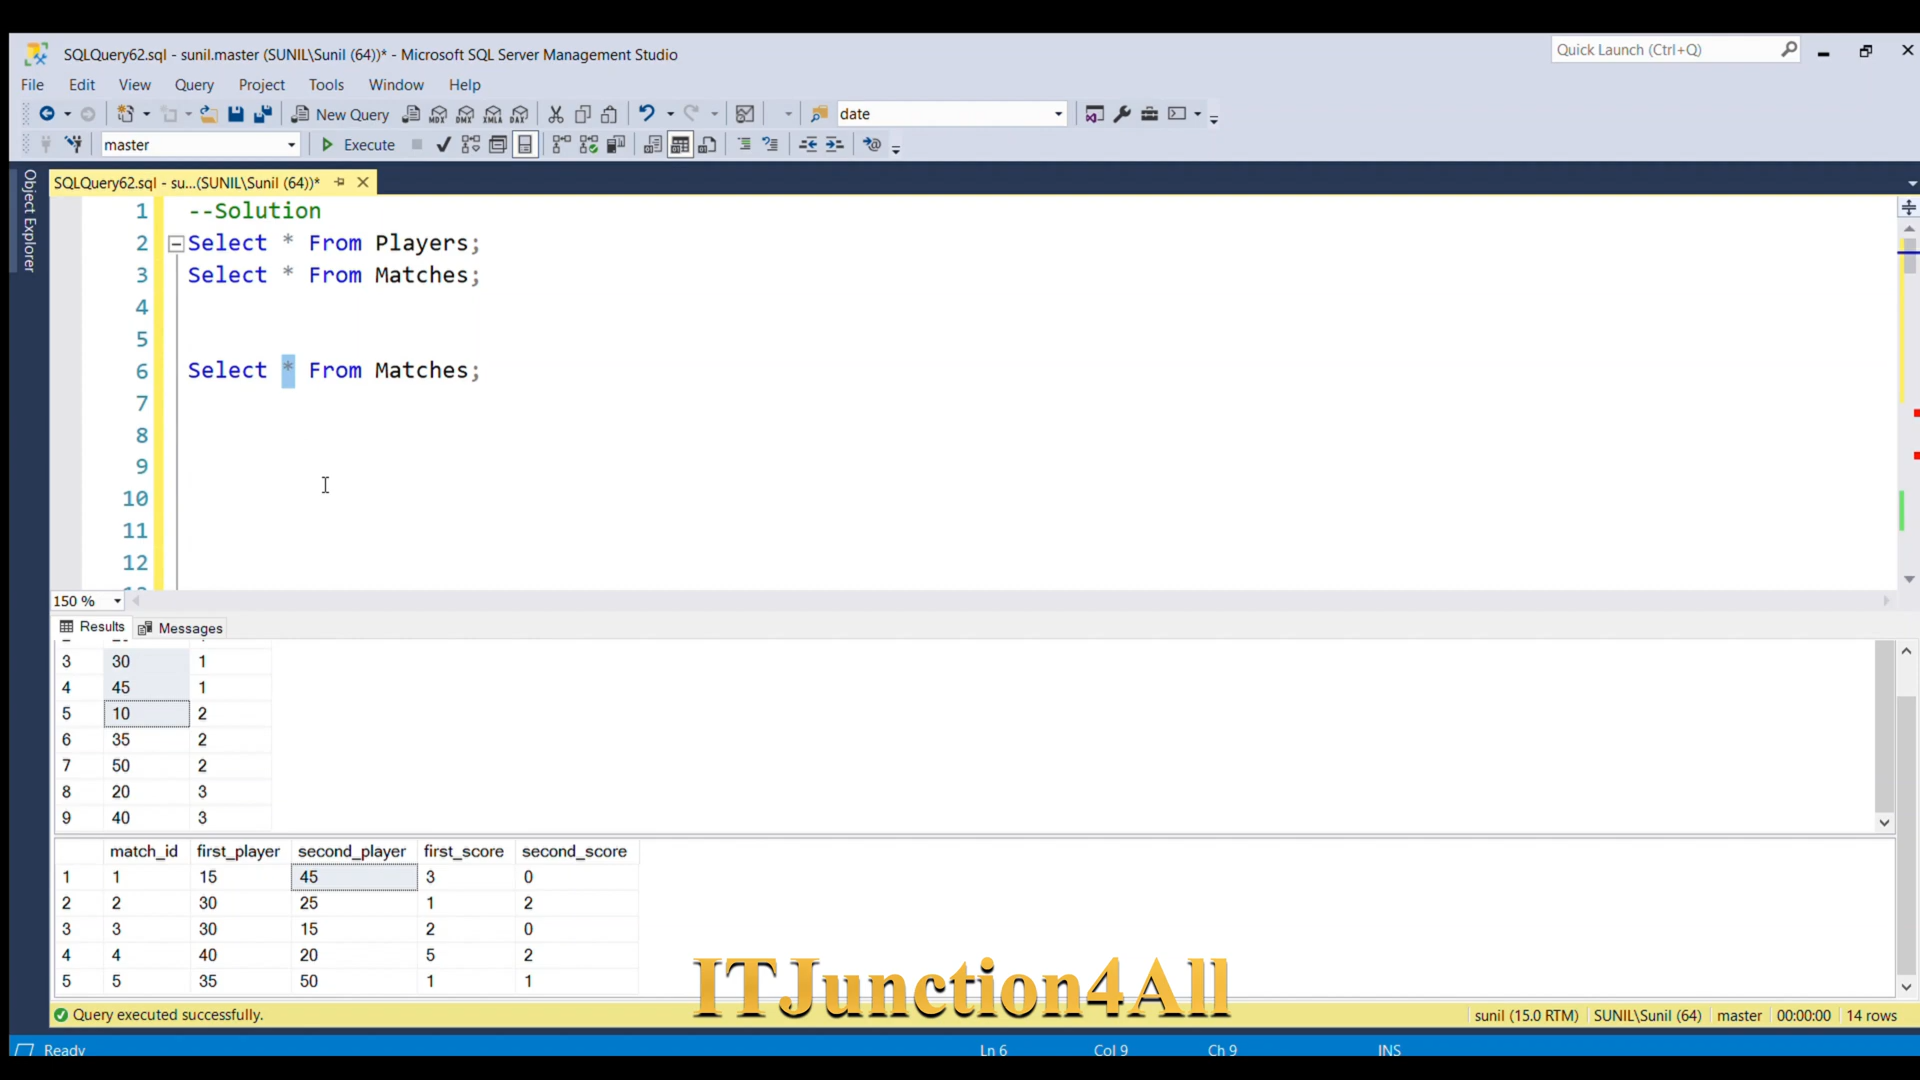 SQLQuery62.sql - sunil.master (SUNIL\Sunil (64))* - Microsoft SQL Server Management Studio
Quick Launch (Ctrl+Q)
File Edit View Query Project Tools Window Help
New Query MDX DMX XMLA DAX date
master Execute
Object Explorer
SQLQuery62.sql - su...(SUNIL\Sunil (64))*
1 --Solution
2 Select * From Players;
3 Select * From Matches;
4
5
6 Select * From Matches;
7
8
9
10
11
12
150 %
Results Messages
3 30 1
4 45 1
5 10 2
6 35 2
7 50 2
8 20 3
9 40 3
match_id first_player second_player first_score second_score
1 1 15 45 3 0
2 2 30 25 1 2
3 3 30 15 2 0
4 4 40 20 5 2
5 5 35 50 1 1
ITJunction4All
Query executed successfully.
sunil (15.0 RTM) SUNIL\Sunil (64) master 00:00:00 14 rows
Ready Ln 6 Col 9 Ch 9 INS